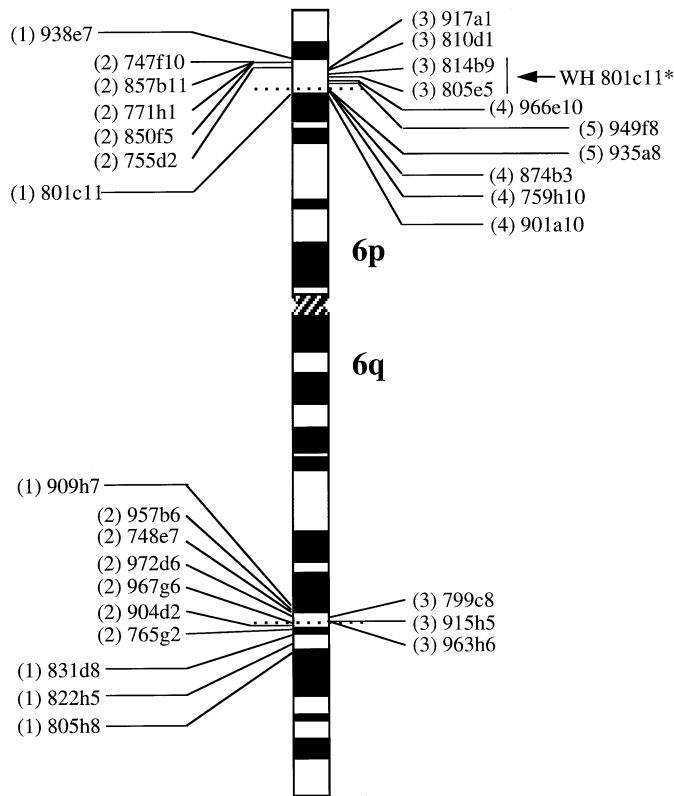 (1) 938e7
(2) 747f10
(2) 857b11
(2) 771h1
(2) 850f5
(2) 755d2
(1) 801c11
(3) 917a1
(3) 810d1
(3) 814b9
(3) 805e5
WH 801c11*
(4) 966e10
(5) 949f8
(5) 935a8
(4) 874b3
(4) 759h10
(4) 901a10
6p
6q
(1) 909h7
(2) 957b6
(2) 748e7
(2) 972d6
(2) 967g6
(2) 904d2
(2) 765g2
(1) 831d8
(1) 822h5
(1) 805h8
(3) 799c8
(3) 915h5
(3) 963h6